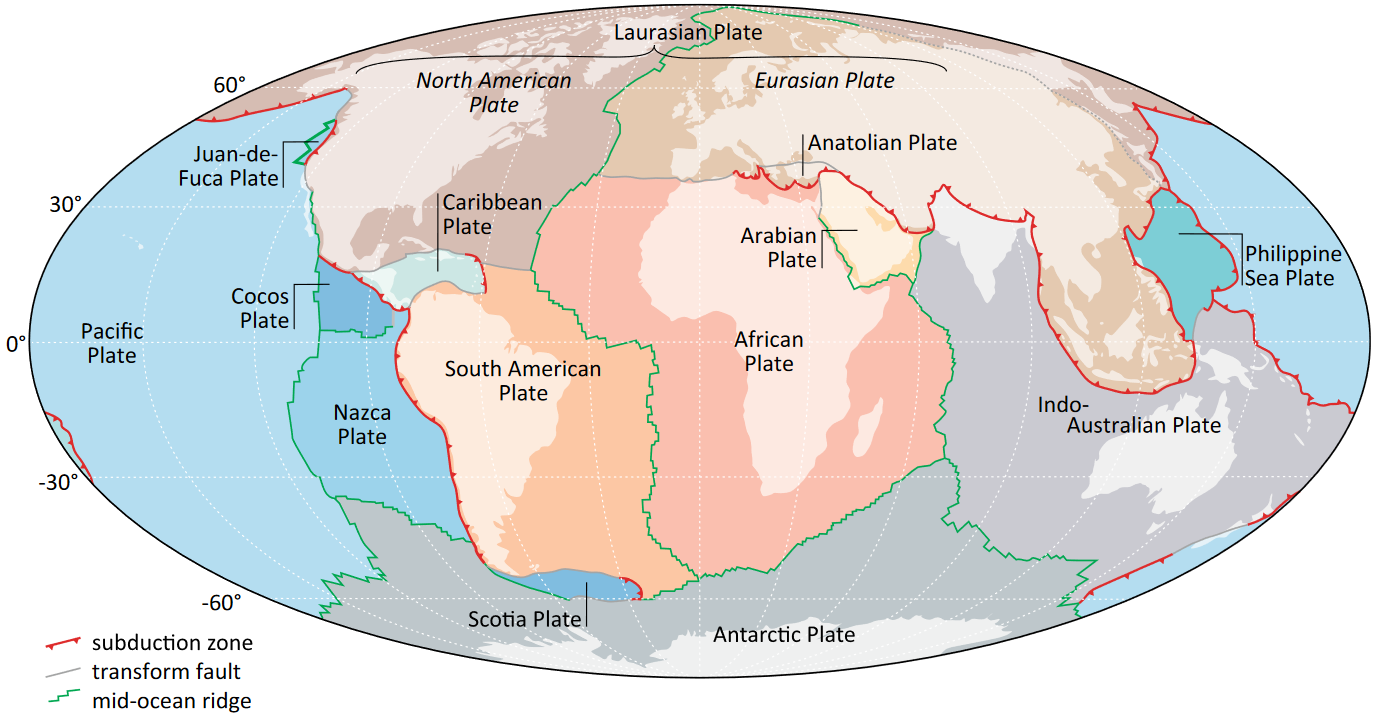 Laurasian Plate
North American
Plate
Eurasian Plate
60°
Anatolian Plate
Juan-de-
Fuca Plate
30°
Caribbean
Plate
Arabian
Plate
Philippine
Sea Plate
Cocos
Plate
Pacific
Plate
0°
African
Plate
South American
Plate
Nazca
Plate
Indo-
Australian Plate
-30°
-60°
Scotia Plate
Antarctic Plate
subduction zone
transform fault
mid-ocean ridge